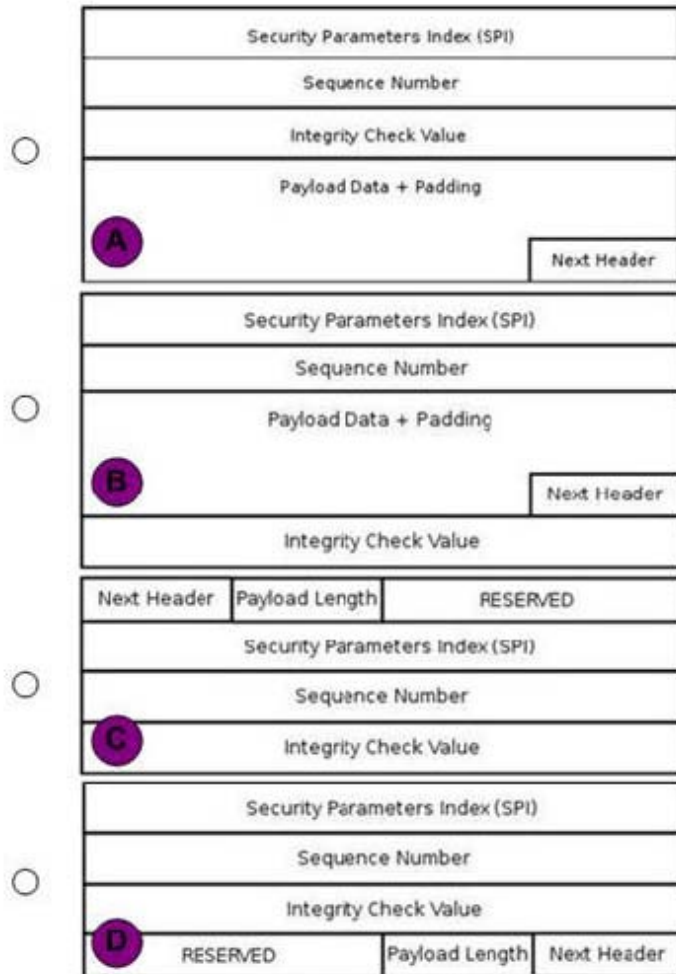 Security Parameters Index (SPI)
Sequence Number
Integrity Check Value
Payload Data + Padding
A
Next Header
Security Parameters Index (SPI)
Sequence Number
Payload Data + Padding
B
Next Header
Integrity Check Value
Next Header Payload Length RESERVED
Security Parameters Index (SPI)
Sequence Number
C
Integrity Check Value
Security Parameters Index (SPI)
Sequence Number
Integrity Check Value
D
RESERVED Payload Length Next Header